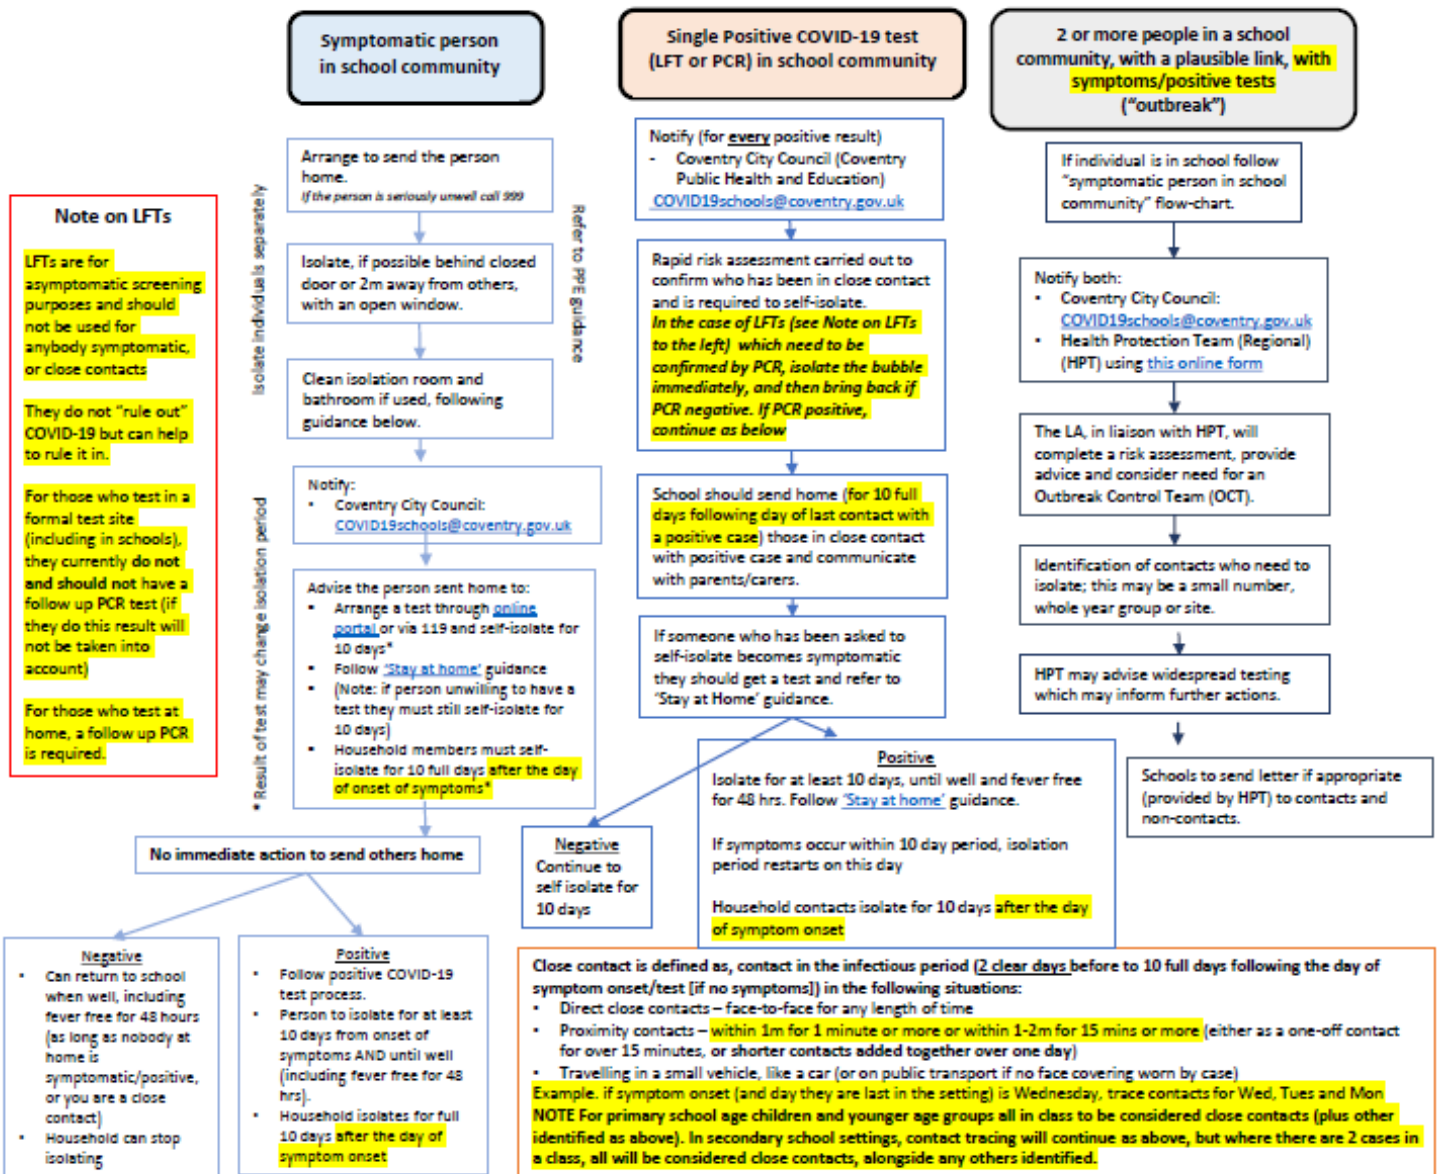 Symptomatic person
in school community
Single Positive COVID-19 test
(LFT or PCR) in school community
2 or more people in a school
community, with a plausible link, with
symptoms/positive tests
("outbreak")
Note on LFTs
LFTs are for
asymptomatic screening
purposes and should
not be used for
anybody symptomatic,
or close contacts
They do not "rule out"
COVID-19 but can help
to rule it in.
For those who test in a
formal test site
(including in schools),
they currently do not
and should not have a
follow up PCR test (if
they do this result will
not be taken into
account)
For those who test at
home, a follow up PCR
is required.
Isolate individuals separately
* Result of test may change isolation period
Arrange to send the person
home.
If the person is seriously unwell call 999
Isolate, if possible behind closed
door or 2m away from others,
with an open window.
Clean isolation room and
bathroom if used, following
guidance below.
Refer to PPE guidance
Notify:
▪ Coventry City Council:
COVID19schools@coventry.gov.uk
Advise the person sent home to:
▪ Arrange a test through online
portal or via 119 and self-isolate for
10 days*
▪ Follow 'Stay at home' guidance
▪ (Note: if person unwilling to have a
test they must still self-isolate for
10 days)
▪ Household members must self-
isolate for 10 full days after the day
of onset of symptoms*
No immediate action to send others home
Negative
▪ Can return to school
when well, including
fever free for 48 hours
(as long as nobody at
home is
symptomatic/positive,
or you are a close
contact)
▪ Household can stop
isolating
Positive
▪ Follow positive COVID-19
test process.
▪ Person to isolate for at least
10 days from onset of
symptoms AND until well
(including fever free for 48
hrs).
▪ Household isolates for full
10 days after the day of
symptom onset
Notify (for every positive result)
- Coventry City Council (Coventry
Public Health and Education)
COVID19schools@coventry.gov.uk
Rapid risk assessment carried out to
confirm who has been in close contact
and is required to self-isolate.
In the case of LFTs (see Note on LFTs
to the left) which need to be
confirmed by PCR, isolate the bubble
immediately, and then bring back if
PCR negative. If PCR positive,
continue as below
School should send home (for 10 full
days following day of last contact with
a positive case) those in close contact
with positive case and communicate
with parents/carers.
If someone who has been asked to
self-isolate becomes symptomatic
they should get a test and refer to
'Stay at Home' guidance.
Negative
Continue to
self isolate for
10 days
Positive
Isolate for at least 10 days, until well and fever free
for 48 hrs. Follow 'Stay at home' guidance.
If symptoms occur within 10 day period, isolation
period restarts on this day
Household contacts isolate for 10 days after the day
of symptom onset
If individual is in school follow
"symptomatic person in school
community" flow-chart.
Notify both:
▪ Coventry City Council:
COVID19schools@coventry.gov.uk
▪ Health Protection Team (Regional)
(HPT) using this online form
The LA, in liaison with HPT, will
complete a risk assessment, provide
advice and consider need for an
Outbreak Control Team (OCT).
Identification of contacts who need to
isolate; this may be a small number,
whole year group or site.
HPT may advise widespread testing
which may inform further actions.
Schools to send letter if appropriate
(provided by HPT) to contacts and
non-contacts.
Close contact is defined as, contact in the infectious period (2 clear days before to 10 full days following the day of
symptom onset/test [if no symptoms]) in the following situations:
▪ Direct close contacts – face-to-face for any length of time
▪ Proximity contacts – within 1m for 1 minute or more or within 1-2m for 15 mins or more (either as a one-off contact
for over 15 minutes, or shorter contacts added together over one day)
▪ Travelling in a small vehicle, like a car (or on public transport if no face covering worn by case)
Example. if symptom onset (and day they are last in the setting) is Wednesday, trace contacts for Wed, Tues and Mon
NOTE For primary school age children and younger age groups all in class to be considered close contacts (plus other
identified as above). In secondary school settings, contact tracing will continue as above, but where there are 2 cases in
a class, all will be considered close contacts, alongside any others identified.